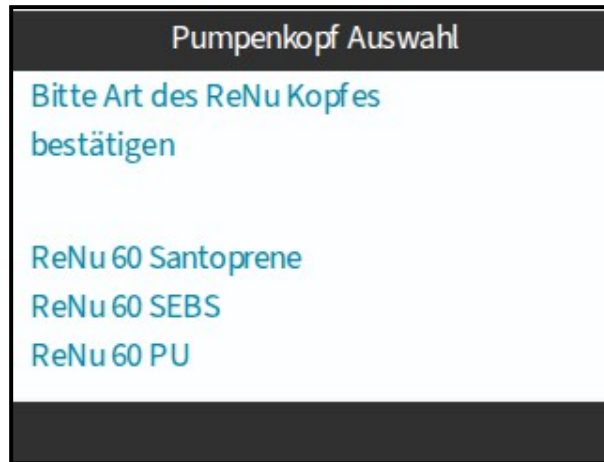 Pumpenkopf Auswahl
Bitte Art des ReNu Kopfes
bestätigen
ReNu 60 Santoprene
ReNu 60 SEBS
ReNu 60 PU